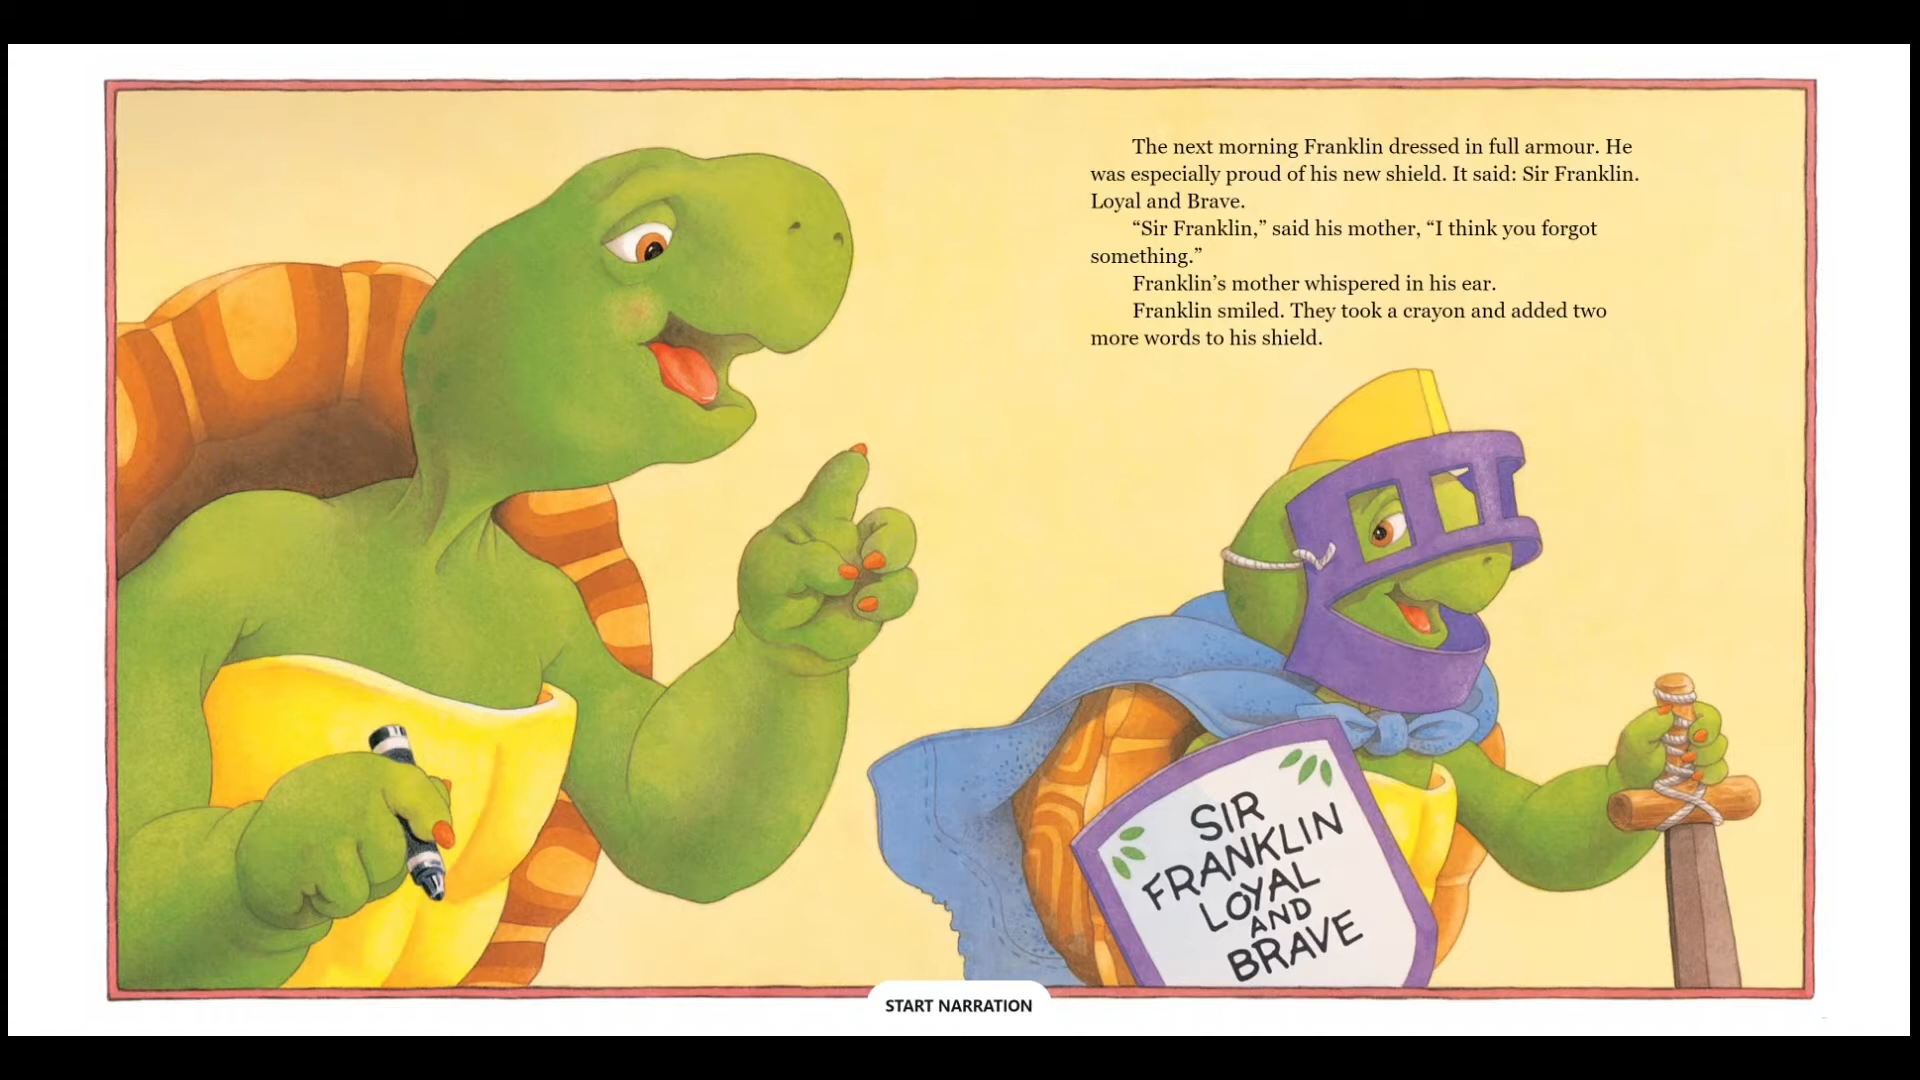 The next morning Franklin dressed in full armour. He
was especially proud of his new shield. It said: Sir Franklin.
Loyal and Brave.
“Sir Franklin,” said his mother, “I think you forgot
something.”
Franklin’s mother whispered in his ear.
Franklin smiled. They took a crayon and added two
more words to his shield.
SIR
FRANKLIN
LOYAL
AND
BRAVE
START NARRATION